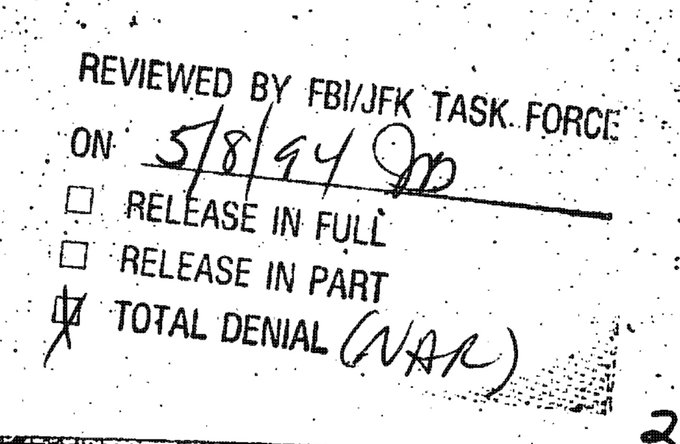 REVIEWED BY FBI/JFK TASK FORCE
ON 5/8/94
RELEASE IN FULL
RELEASE IN PART
TOTAL DENIAL (NAR)
2